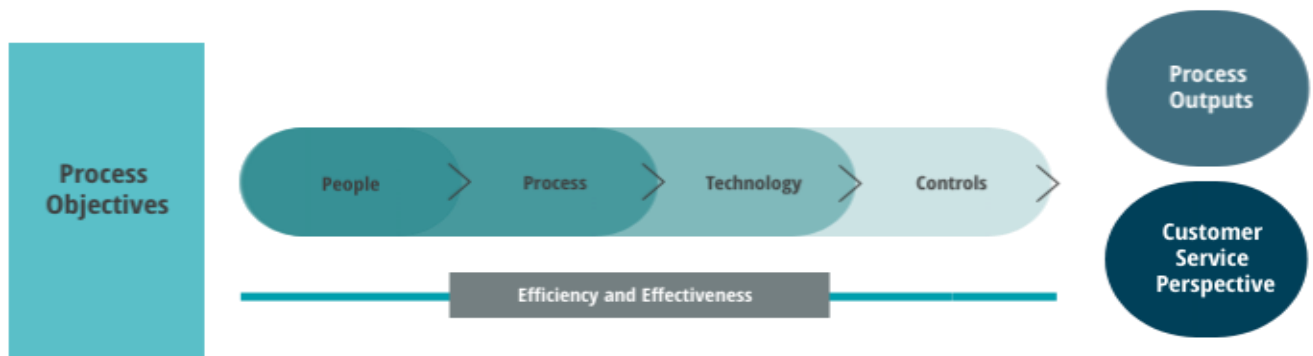 Process
Objectives
People
Process
Technology
Controls
Efficiency and Effectiveness
Process
Outputs
Customer
Service
Perspective